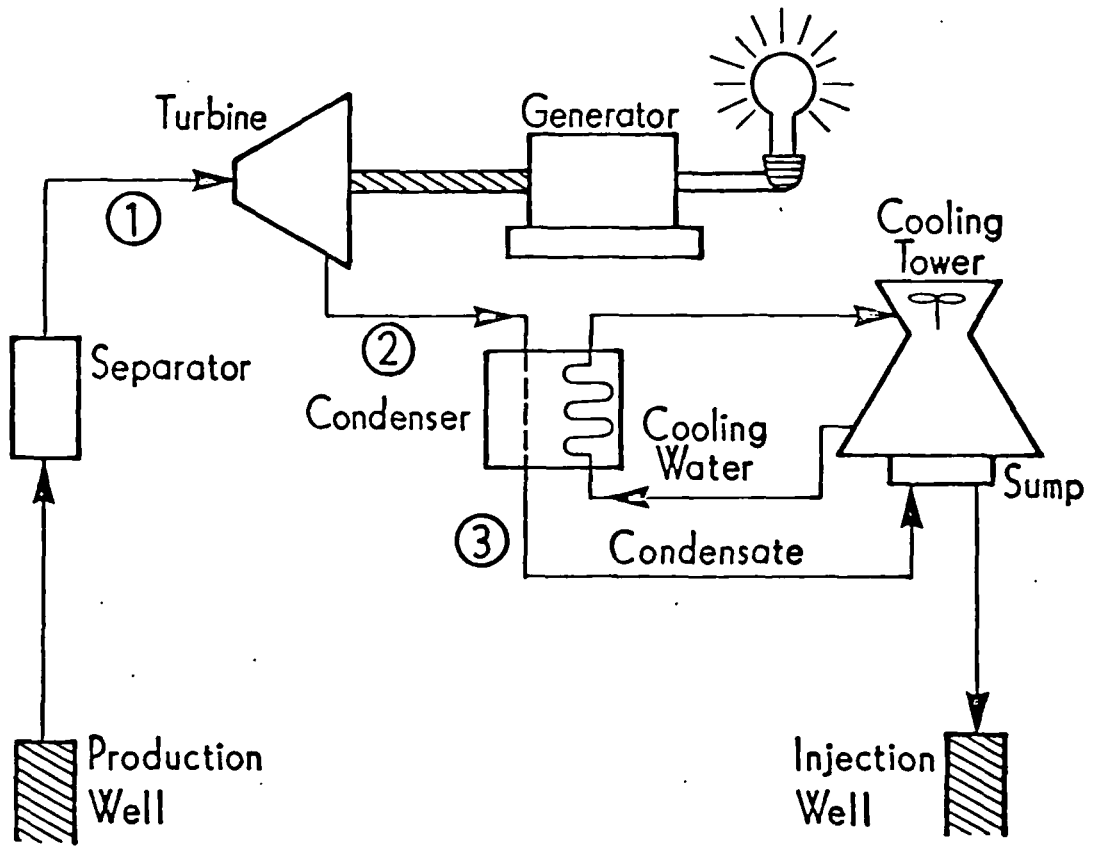 Turbine
Generator
①
Cooling
Tower
②
Separator
Condenser
Cooling
Water
Sump
③
Condensate
Production
Well
Injection
Well